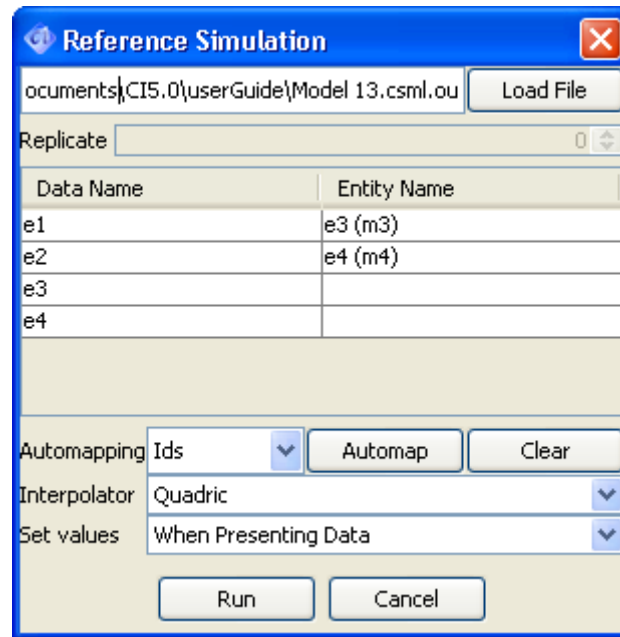 CI Reference Simulation
ocuments\CI5.0\userGuide\Model 13.csml.ou Load File
Replicate 0
Data Name Entity Name
e1 e3 (m3)
e2 e4 (m4)
e3
e4
Automapping Ids Automap Clear
Interpolator Quadric
Set values When Presenting Data
Run Cancel